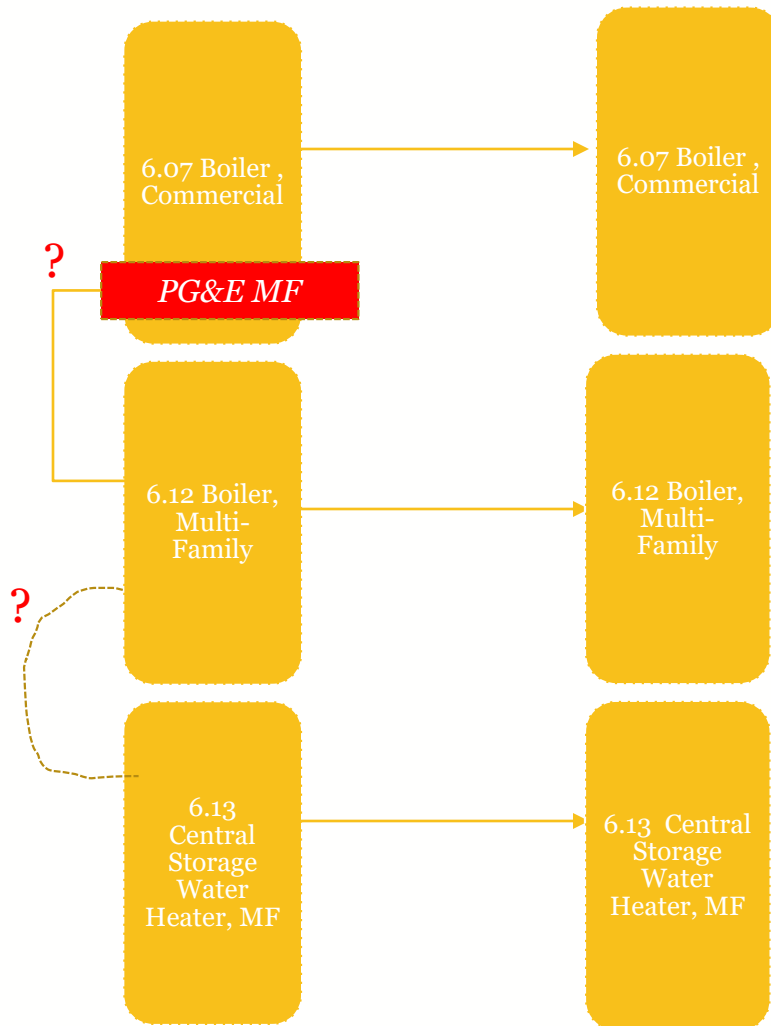 6.07 Boiler ,
Commercial
6.07 Boiler ,
Commercial
?
PG&E MF
6.12 Boiler,
Multi-
Family
6.12 Boiler,
Multi-
Family
?
6.13
Central
Storage
Water
Heater, MF
6.13 Central
Storage
Water
Heater, MF